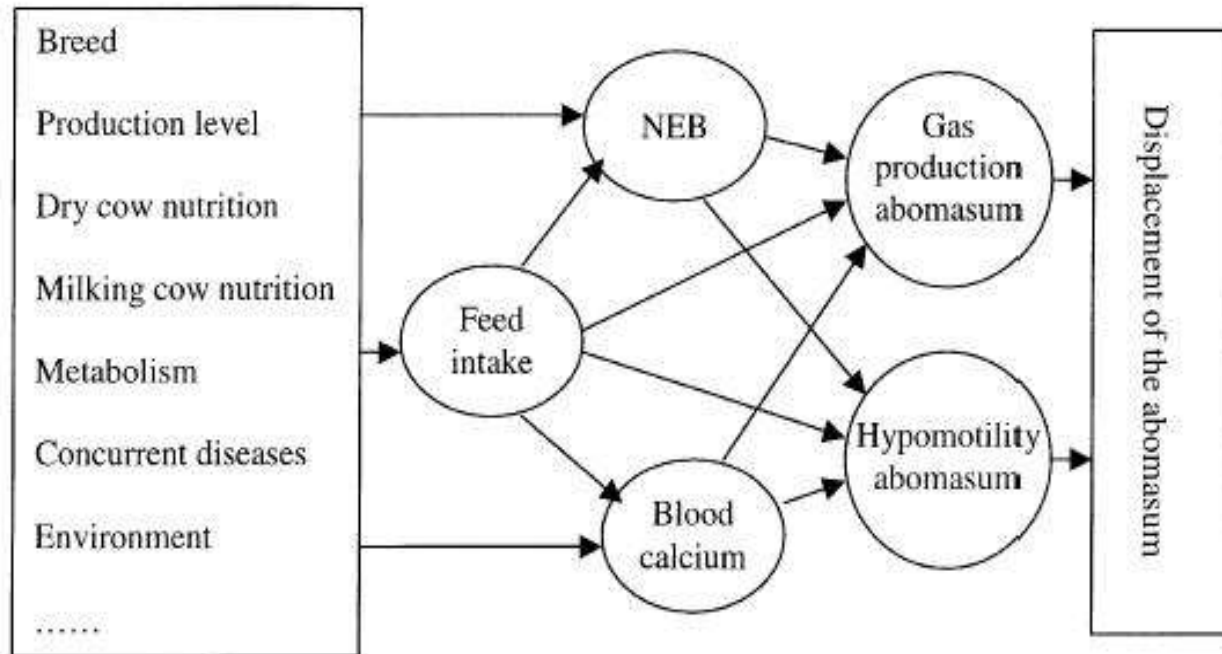 Breed
Production level
Dry cow nutrition
Milking cow nutrition
Metabolism
Concurrent diseases
Environment
......
Feed
intake
NEB
Blood
calcium
Gas
production
abomasum
Hypomotility
abomasum
Displacement of the abomasum